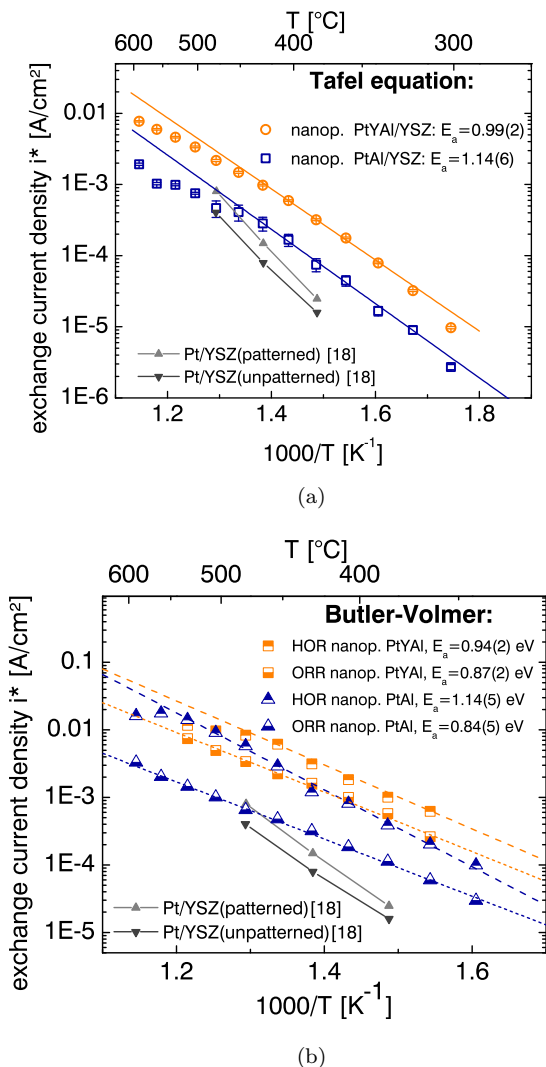 T [°C]
600 500 400 300
Tafel equation:
nanop. PtYAl/YSZ: Ea=0.99(2)
nanop. PtAl/YSZ: Ea=1.14(6)
exchange current density i* [A/cm²]
0.01
1E-3
1E-4
1E-5
1E-6
Pt/YSZ(patterned) [18]
Pt/YSZ(unpatterned) [18]
1.2 1.4 1.6 1.8
1000/T [K⁻¹]
(a)
T [°C]
600 500 400
Butler-Volmer:
HOR nanop. PtYAl, Ea=0.94(2) eV
ORR nanop. PtYAl, Ea=0.87(2) eV
HOR nanop. PtAl, Ea=1.14(5) eV
ORR nanop. PtAl, Ea=0.84(5) eV
exchange current density i* [A/cm²]
0.1
0.01
1E-3
1E-4
1E-5
Pt/YSZ(patterned)[18]
Pt/YSZ(unpatterned)[18]
1.2 1.4 1.6
1000/T [K⁻¹]
(b)